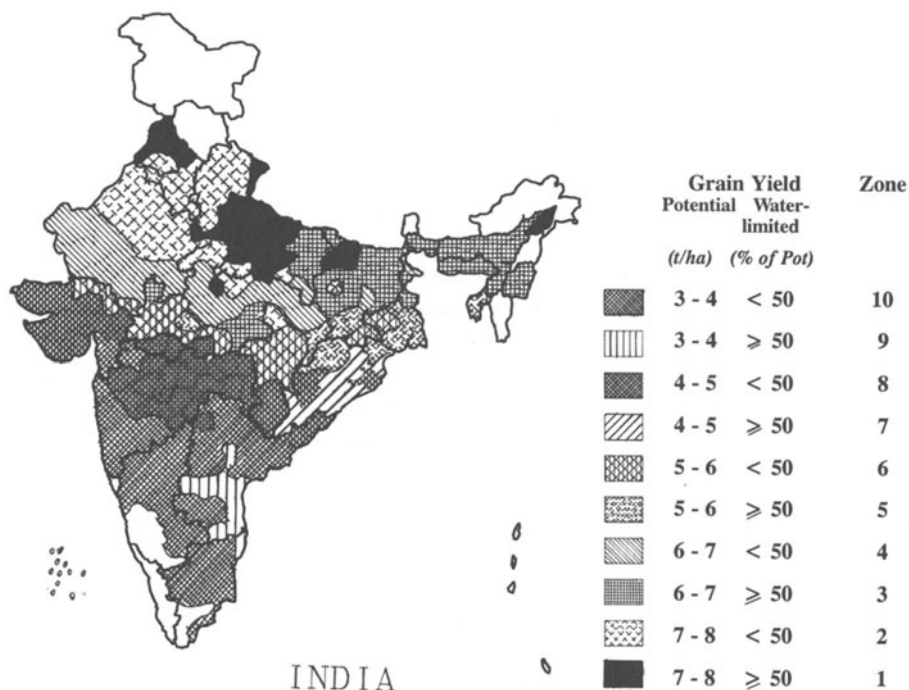 Grain Yield Zone
Potential Water-
limited
(t/ha) (% of Pot)
3 - 4 < 50 10
3 - 4 ⩾ 50 9
4 - 5 < 50 8
4 - 5 ⩾ 50 7
5 - 6 < 50 6
5 - 6 ⩾ 50 5
6 - 7 < 50 4
6 - 7 ⩾ 50 3
7 - 8 < 50 2
7 - 8 ⩾ 50 1
INDIA